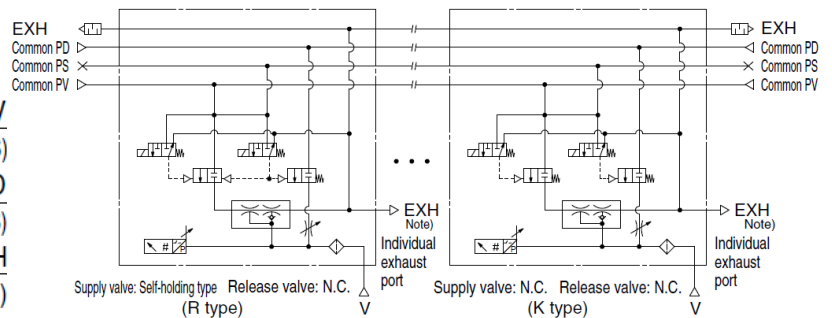 EXH
EXH
Common PD
Common PD
Common PS
Common PS
Common PV
Common PV
V
)
D
)
H
)
...
EXH
Note)
Individual
exhaust
port
EXH
Note)
Individual
exhaust
port
# P
# P
Supply valve: Self-holding type Release valve: N.C.
(R type)
V
Supply valve: N.C. Release valve: N.C.
(K type)
V